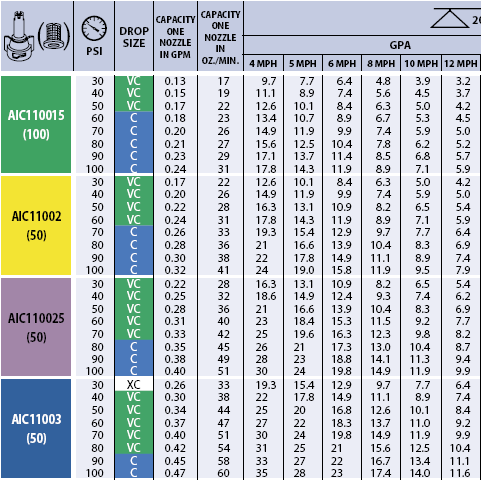 PSI DROP SIZE CAPACITY ONE NOZZLE IN GPM CAPACITY ONE NOZZLE IN OZ./MIN. 20
GPA
4 MPH 5 MPH 6 MPH 8 MPH 10 MPH 12 MPH
AIC110015 (100)
30 VC 0.13 17 9.7 7.7 6.4 4.8 3.9 3.2
40 VC 0.15 19 11.1 8.9 7.4 5.6 4.5 3.7
50 VC 0.17 22 12.6 10.1 8.4 6.3 5.0 4.2
60 C 0.18 23 13.4 10.7 8.9 6.7 5.3 4.5
70 C 0.20 26 14.9 11.9 9.9 7.4 5.9 5.0
80 C 0.21 27 15.6 12.5 10.4 7.8 6.2 5.2
90 C 0.23 29 17.1 13.7 11.4 8.5 6.8 5.7
100 C 0.24 31 17.8 14.3 11.9 8.9 7.1 5.9
AIC11002 (50)
30 VC 0.17 22 12.6 10.1 8.4 6.3 5.0 4.2
40 VC 0.20 26 14.9 11.9 9.9 7.4 5.9 5.0
50 VC 0.22 28 16.3 13.1 10.9 8.2 6.5 5.4
60 VC 0.24 31 17.8 14.3 11.9 8.9 7.1 5.9
70 C 0.26 33 19.3 15.4 12.9 9.7 7.7 6.4
80 C 0.28 36 21 16.6 13.9 10.4 8.3 6.9
90 C 0.30 38 22 17.8 14.9 11.1 8.9 7.4
100 C 0.32 41 24 19.0 15.8 11.9 9.5 7.9
AIC110025 (50)
30 VC 0.22 28 16.3 13.1 10.9 8.2 6.5 5.4
40 VC 0.25 32 18.6 14.9 12.4 9.3 7.4 6.2
50 VC 0.28 36 21 16.6 13.9 10.4 8.3 6.9
60 VC 0.31 40 23 18.4 15.3 11.5 9.2 7.7
70 VC 0.33 42 25 19.6 16.3 12.3 9.8 8.2
80 C 0.35 45 26 21 17.3 13.0 10.4 8.7
90 C 0.38 49 28 23 18.8 14.1 11.3 9.4
100 C 0.40 51 30 24 19.8 14.9 11.9 9.9
AIC11003 (50)
30 XC 0.26 33 19.3 15.4 12.9 9.7 7.7 6.4
40 VC 0.30 38 22 17.8 14.9 11.1 8.9 7.4
50 VC 0.34 44 25 20 16.8 12.6 10.1 8.4
60 VC 0.37 47 27 22 18.3 13.7 11.0 9.2
70 VC 0.40 51 30 24 19.8 14.9 11.9 9.9
80 VC 0.42 54 31 25 21 15.6 12.5 10.4
90 C 0.45 58 33 27 22 16.7 13.4 11.1
100 C 0.47 60 35 28 23 17.4 14.0 11.6